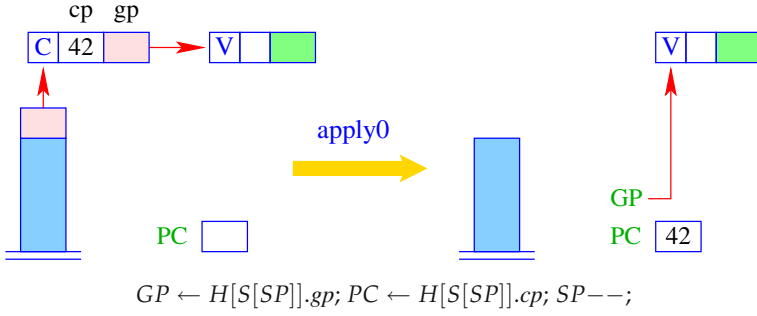 cp gp
C 42 V V
apply0
GP
PC PC 42
GP ← H[S[SP]].gp; PC ← H[S[SP]].cp; SP−−;